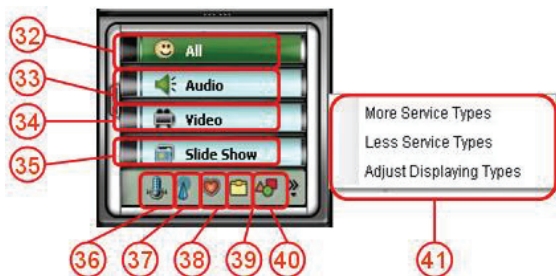 32
All
33
Audio
34
Video
35
Slide Show
More Service Types
Less Service Types
Adjust Displaying Types
36
37
38
39
40
41